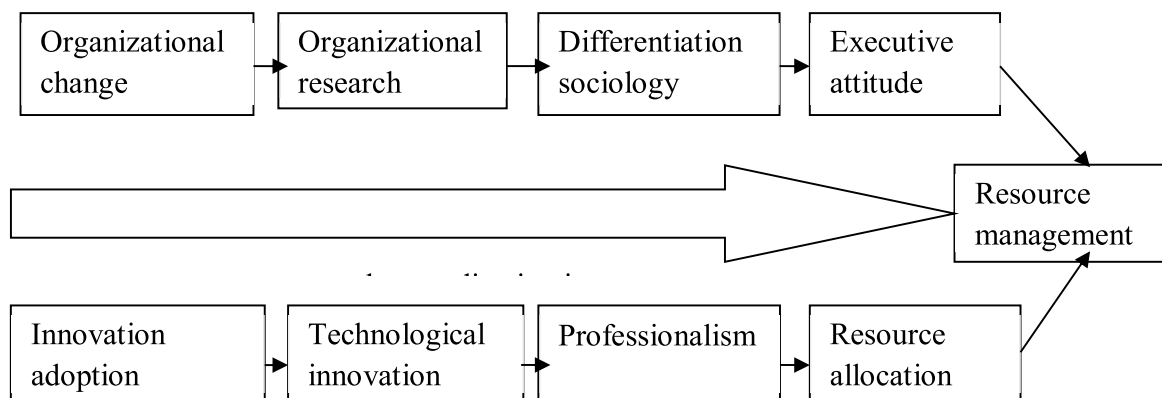 Organizational
change
Organizational
research
Differentiation
sociology
Executive
attitude
Resource
management
Innovation
adoption
Technological
innovation
Professionalism
Resource
allocation